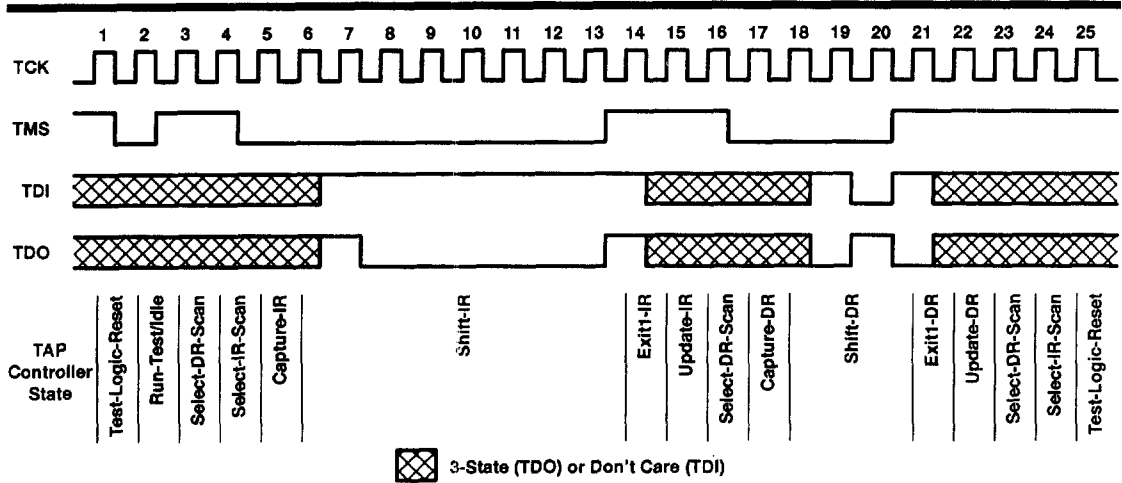 1 2 3 4 5 6 7 8 9 10 11 12 13 14 15 16 17 18 19 20 21 22 23 24 25
TCK
TMS
TDI
TDO
TAP
Controller
State
Test-Logic-Reset
Run-Test/Idle
Select-DR-Scan
Select-IR-Scan
Capture-IR
Shift-IR
Exit1-IR
Update-IR
Select-DR-Scan
Capture-DR
Shift-DR
Exit1-DR
Update-DR
Select-DR-Scan
Select-IR-Scan
Test-Logic-Reset
3-State (TDO) or Don't Care (TDI)